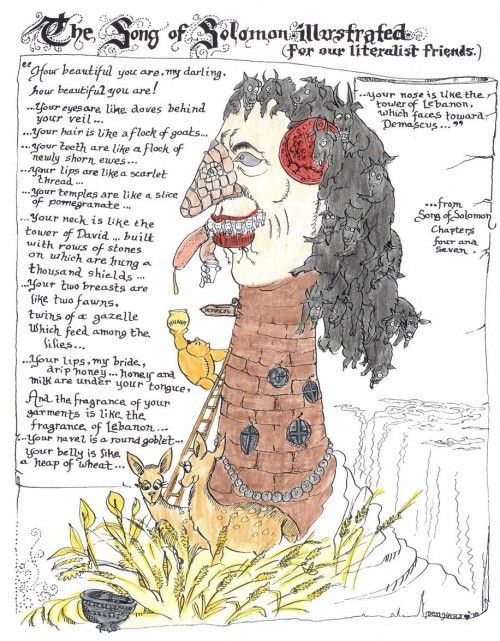 The Song of Solomon illustrated
(for our literalist friends.)
"How beautiful you are, my darling,
how beautiful you are!
...Your eyes are like doves behind
your veil...
...Your hair is like a flock of goats...
...your teeth are like a flock of
newly shorn ewes...
...Your lips are like a scarlet
thread...
...Your temples are like a slice
of pomegranate...
...Your neck is like the
tower of David... built
with rows of stones
on which are hung a
thousand shields...
...Your two breasts are
like two fawns,
twins of a gazelle
Which feed among the
lilies...
...Your lips, my bride,
drip honey... honey and
milk are under your tongue,
And the fragrance of your
garments is like the
fragrance of Lebanon...
...Your navel is a round goblet...
Your belly is like
a heap of wheat...
...your nose is like the
tower of Lebanon,
which faces toward
Damascus..."
...from
Song of Solomon
Chapters
four and
seven.
DAMASCUS
HUNNY